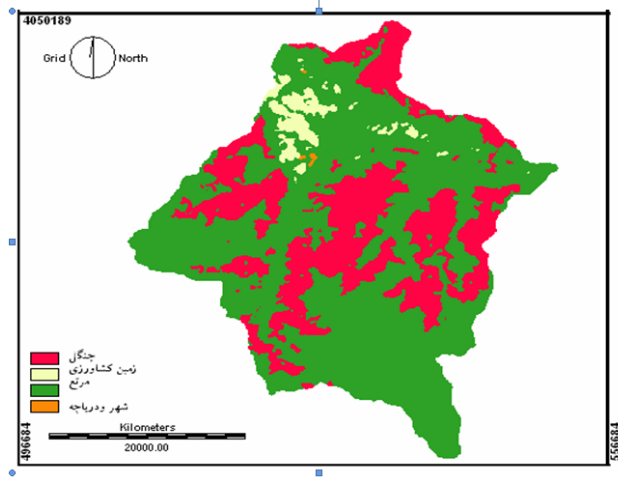 4050189
Grid North
جنگل
زمین کشاورزی
مرتع
شهر ودریاچه
Kilometers
20000.00
496684
556684